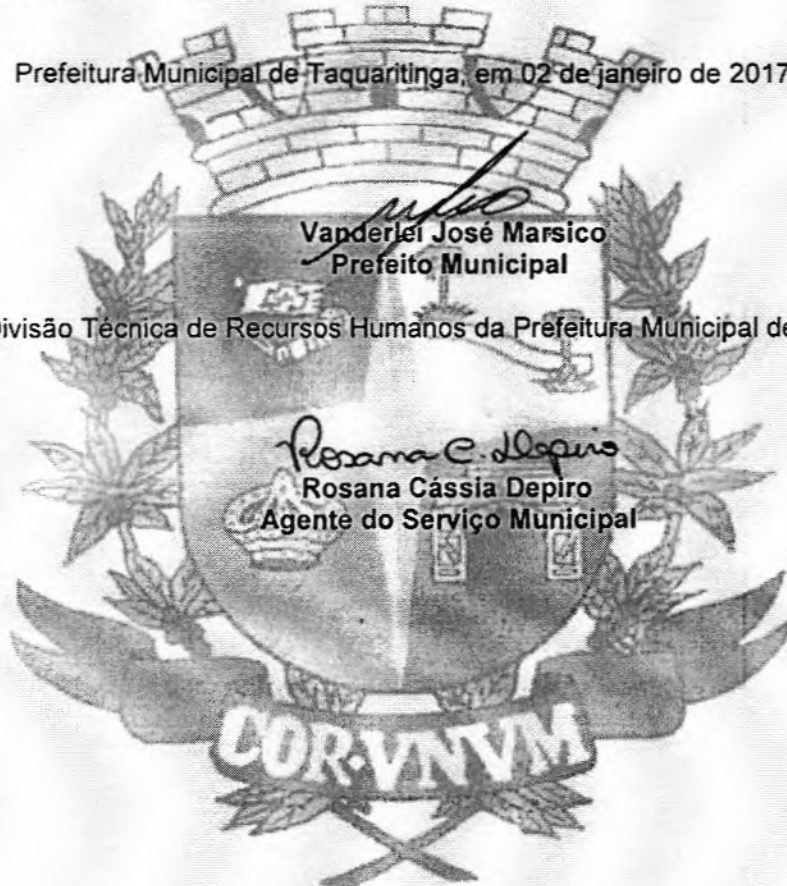 Prefeitura Municipal de Taquaritinga, em 02 de janeiro de 2017
Vanderlei José Marsico
Prefeito Municipal
Divisão Técnica de Recursos Humanos da Prefeitura Municipal de
Rosana C. Depiro
Rosana Cássia Depiro
Agente do Serviço Municipal
COR·VNVM